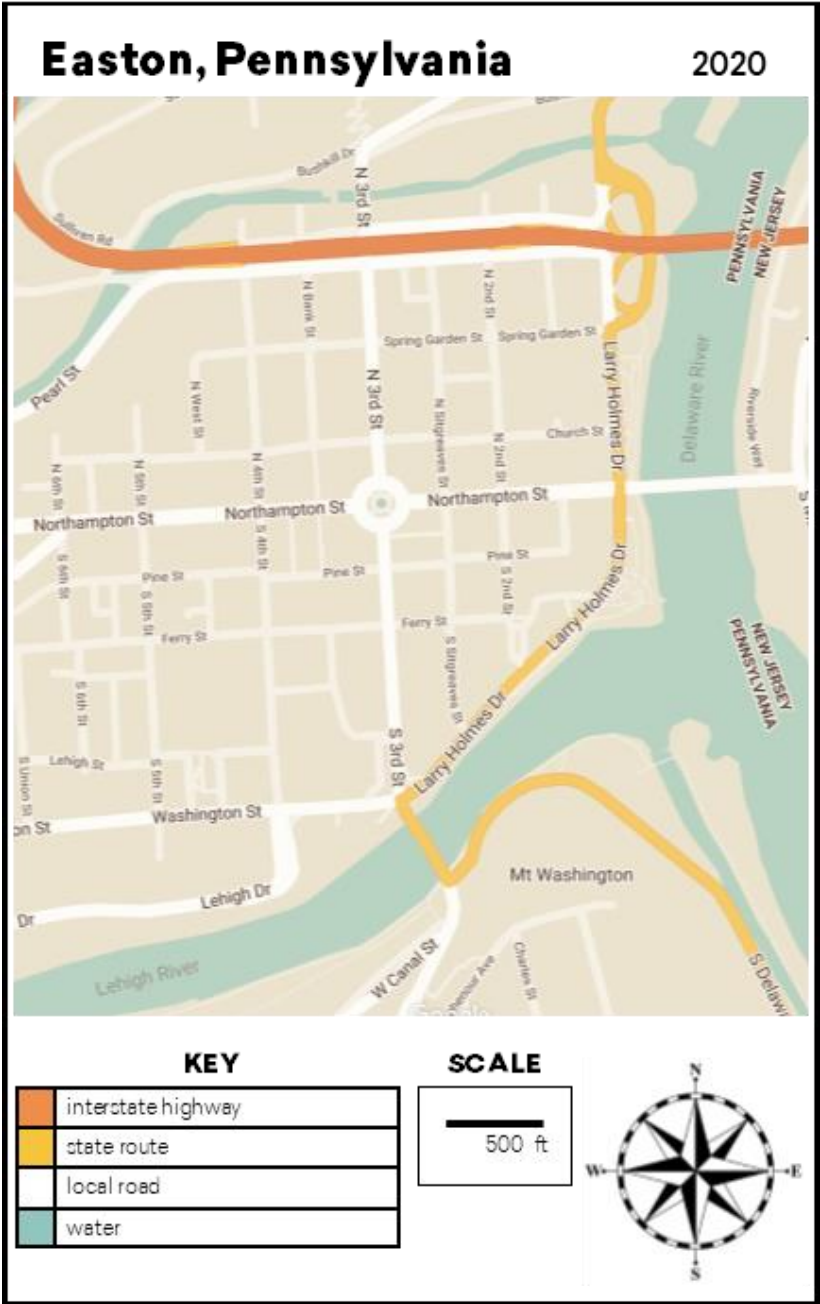 Easton, Pennsylvania
2020
Bushkill Dr
N 3rd St
Sullivan Rd
PENNSYLVANIA
NEW JERSEY
N Bank St
N 2nd St
Spring Garden St
Spring Garden St
Larry Holmes Dr
Delaware River
Pearl St
N West St
N 3rd St
N Sitgreaves St
Riverside Way
Church St
N 2nd St
N 6th St
N 5th St
N 4th St
Northampton St
Northampton St
Northampton St
S 4th St
S 6th St
Pine St
Pine St
Pine St
S 5th St
S 2nd St
Larry Holmes Dr
Ferry St
Ferry St
S Sitgreaves St
NEW JERSEY
PENNSYLVANIA
S 6th St
Larry Holmes Dr
S 3rd St
S Union St
Lehigh St
S 5th St
Washington St
on St
Mt Washington
Lehigh Dr
Dr
W Canal St
Charles St
S Delaw
Lehigh River
KEY
interstate highway
state route
local road
water
SCALE
500 ft
N
W
E
S